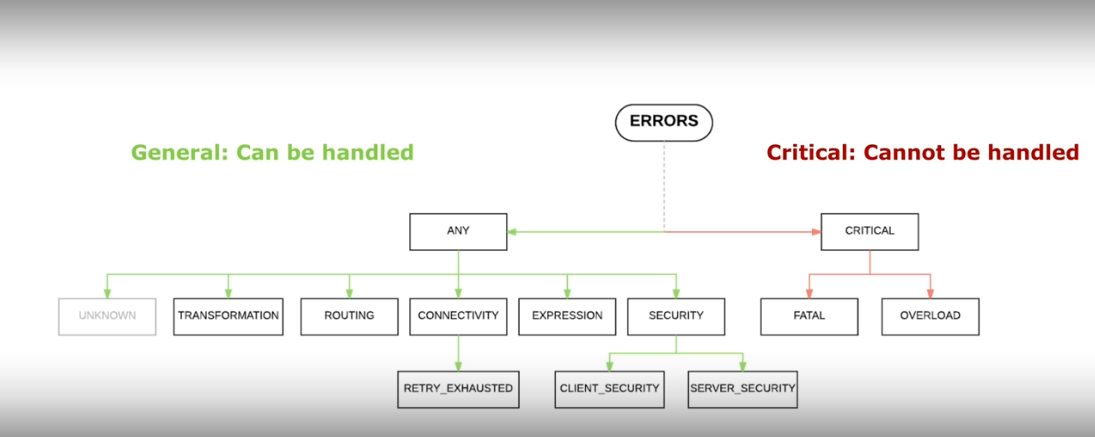 ERRORS
General: Can be handled
Critical: Cannot be handled
ANY
CRITICAL
UNKNOWN
TRANSFORMATION
ROUTING
CONNECTIVITY
EXPRESSION
SECURITY
FATAL
OVERLOAD
RETRY_EXHAUSTED
CLIENT_SECURITY
SERVER_SECURITY